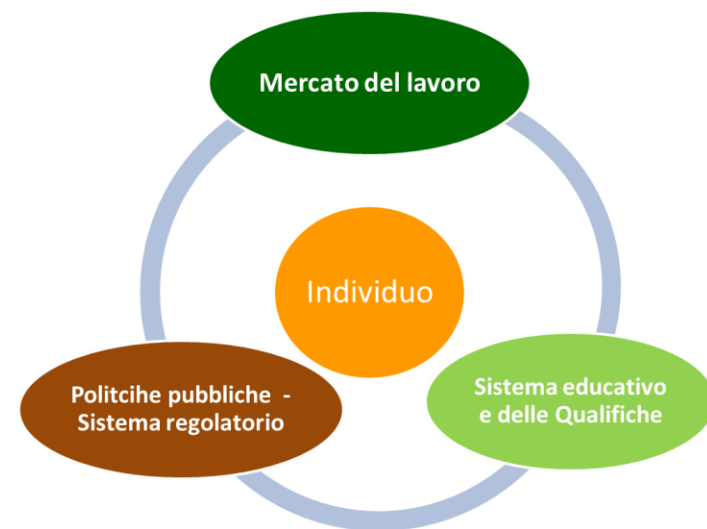 Mercato del lavoro
Individuo
Politcihe pubbliche -
Sistema regolatorio
Sistema educativo
e delle Qualifiche